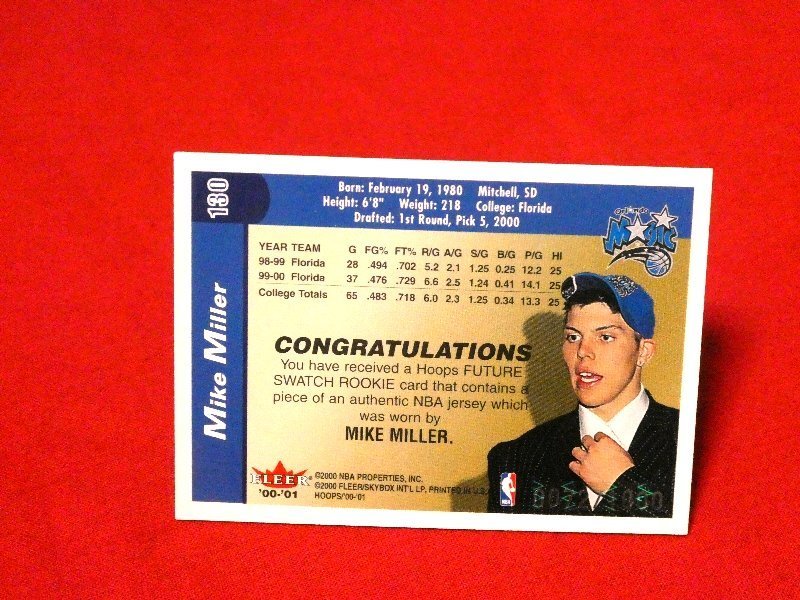 130
Mike Miller
Born: February 19, 1980 Mitchell, SD
Height: 6'8" Weight: 218 College: Florida
Drafted: 1st Round, Pick 5, 2000
Orlando
Magic
YEAR TEAM G FG% FT% R/G A/G S/G B/G P/G HI
98-99 Florida 28 .494 .702 5.2 2.1 1.25 0.25 12.2 25
99-00 Florida 37 .476 .729 6.6 2.5 1.24 0.41 14.1 25
College Totals 65 .483 .718 6.0 2.3 1.25 0.34 13.3 25
CONGRATULATIONS
You have received a Hoops FUTURE
SWATCH ROOKIE card that contains a
piece of an authentic NBA jersey which
was worn by
MIKE MILLER.
FLEER
'00-'01
©2000 NBA PROPERTIES, INC.
©2000 FLEER/SKYBOX INT'L LP, PRINTED IN U.S.
HOOPS/'00-'01
NBA